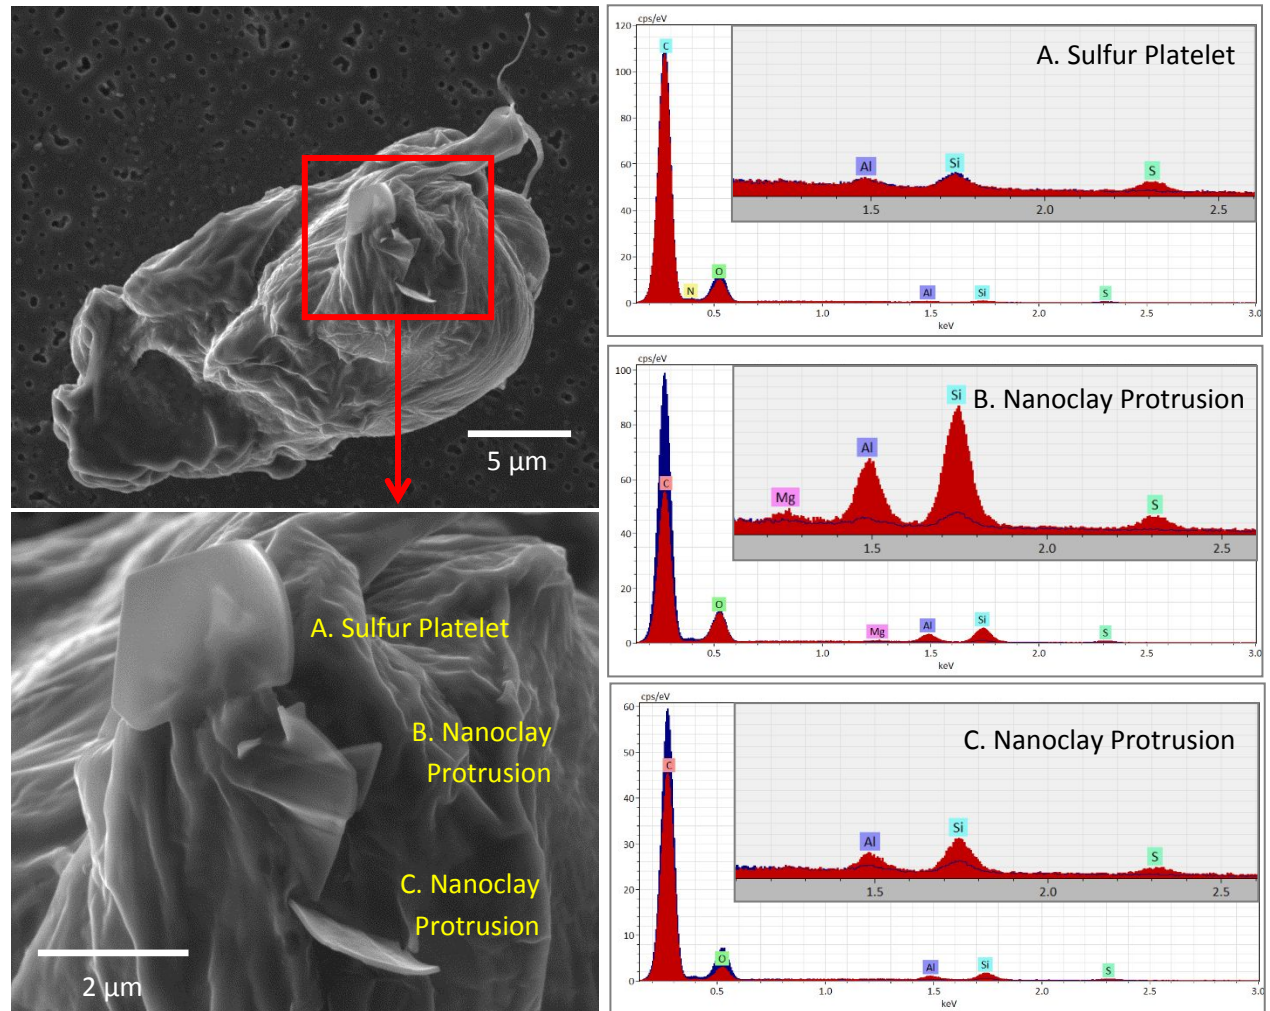 5 µm
A. Sulfur Platelet
B. Nanoclay
Protrusion
C. Nanoclay
Protrusion
2 µm
cps/eV
120
100
80
60
40
20
0
C
N
O
Al
Si
S
0.5
1.0
1.5
2.0
2.5
3.0
keV
A. Sulfur Platelet
Al
Si
S
1.5
2.0
2.5
cps/eV
100
80
60
40
20
0
C
O
Mg
Al
Si
S
0.5
1.0
1.5
2.0
2.5
3.0
keV
B. Nanoclay Protrusion
Mg
Al
Si
S
1.5
2.0
2.5
cps/eV
60
50
40
30
20
10
0
C
O
Al
Si
S
0.5
1.0
1.5
2.0
2.5
3.0
keV
C. Nanoclay Protrusion
Al
Si
S
1.5
2.0
2.5